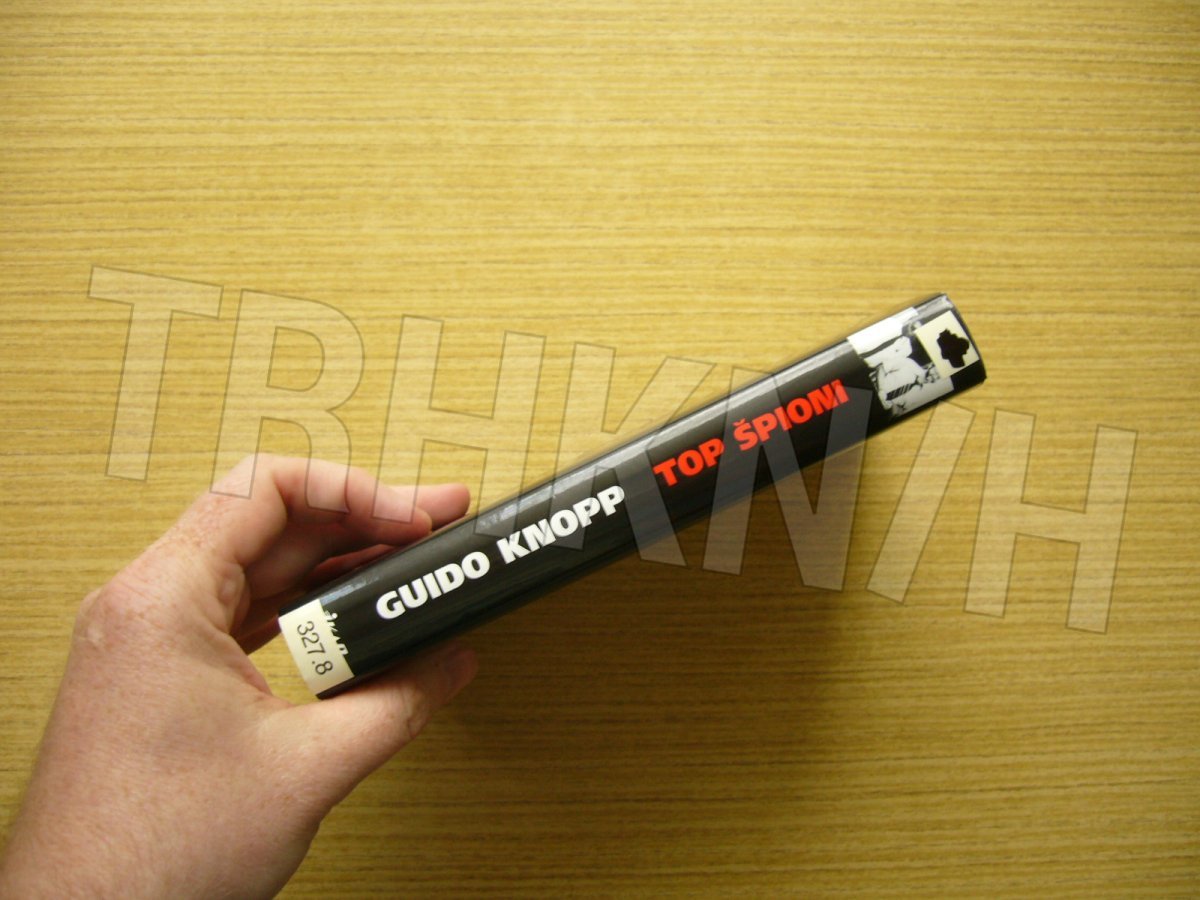 GUIDO KNOPP TOP ŠPIONI
327.8
TRHKNIH